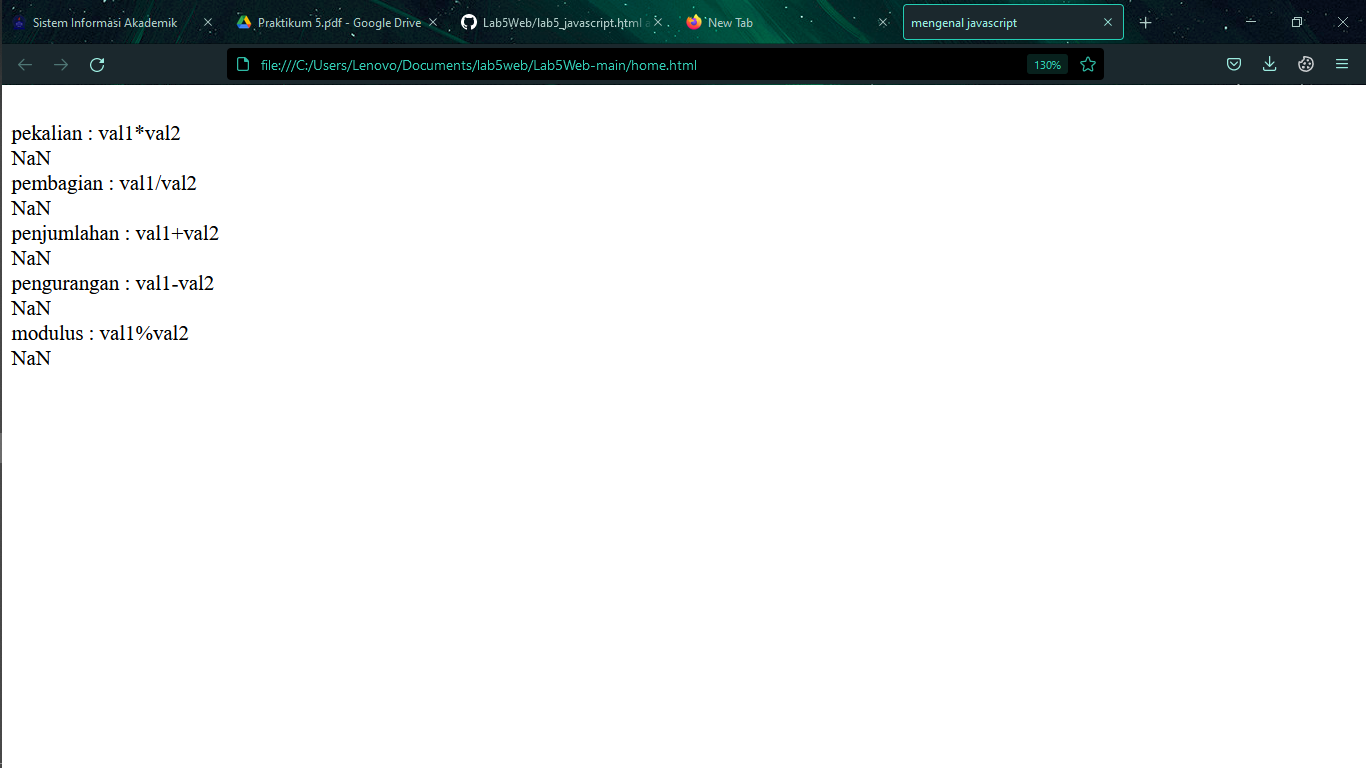 Sistem Informasi Akademik
Praktikum 5.pdf - Google Drive
Lab5Web/lab5_javascript.html
New Tab
mengenal javascript
file:///C:/Users/Lenovo/Documents/lab5web/Lab5Web-main/home.html
130%
pekalian : val1*val2
NaN
pembagian : val1/val2
NaN
penjumlahan : val1+val2
NaN
pengurangan : val1-val2
NaN
modulus : val1%val2
NaN